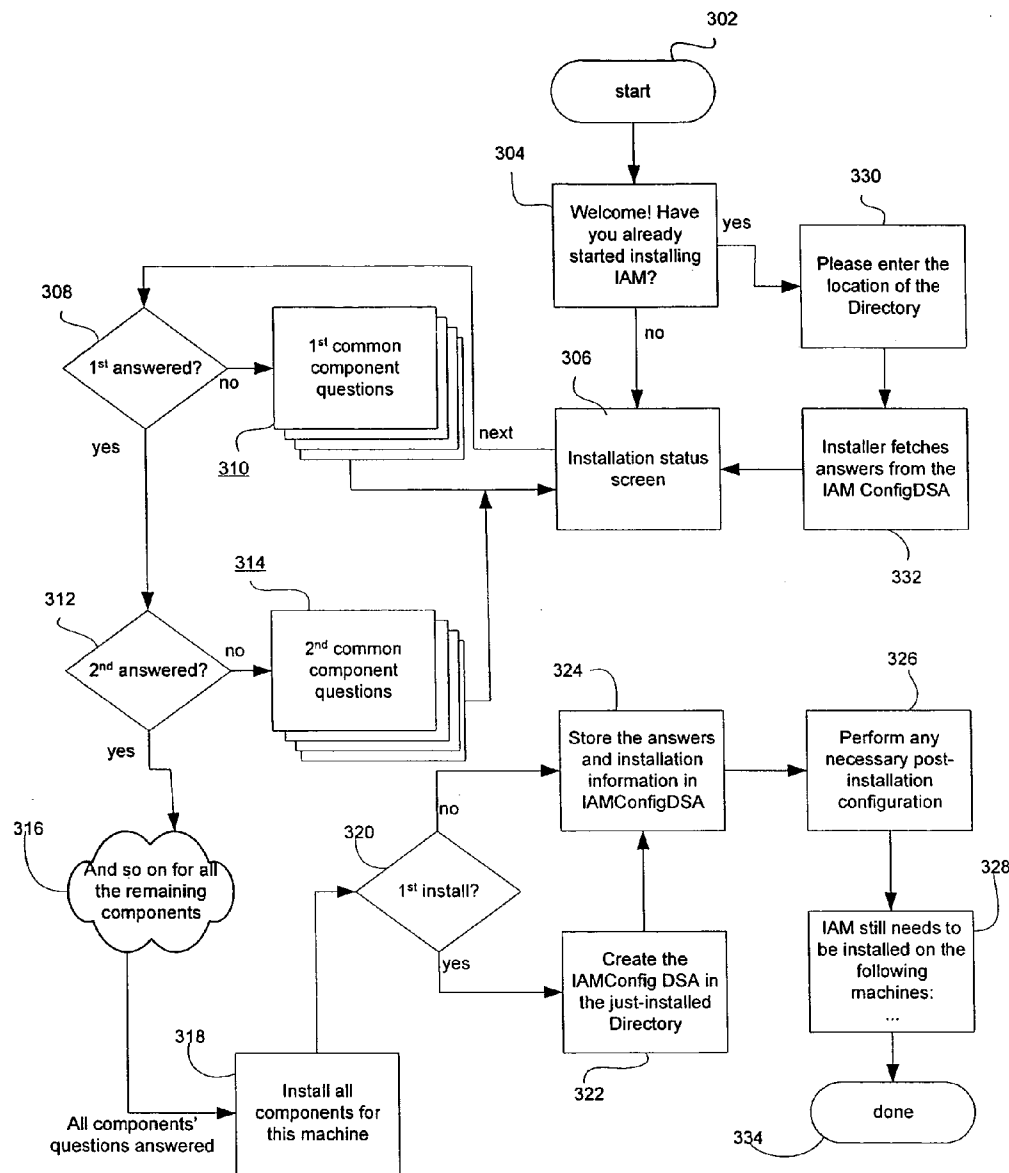 302
start
304
Welcome! Have
you already
started installing
IAM?
yes
no
330
Please enter the
location of the
Directory
308
1st answered?
no
yes
1st common
component
questions
310
next
306
Installation status
screen
Installer fetches
answers from the
IAM ConfigDSA
332
312
2nd answered?
no
yes
314
2nd common
component
questions
316
And so on for all
the remaining
components
All components'
questions answered
318
Install all
components for
this machine
320
1st install?
no
yes
322
Create the
IAMConfig DSA in
the just-installed
Directory
324
Store the answers
and installation
information in
IAMConfigDSA
326
Perform any
necessary post-
installation
configuration
328
IAM still needs to
be installed on the
following
machines:
...
done
334